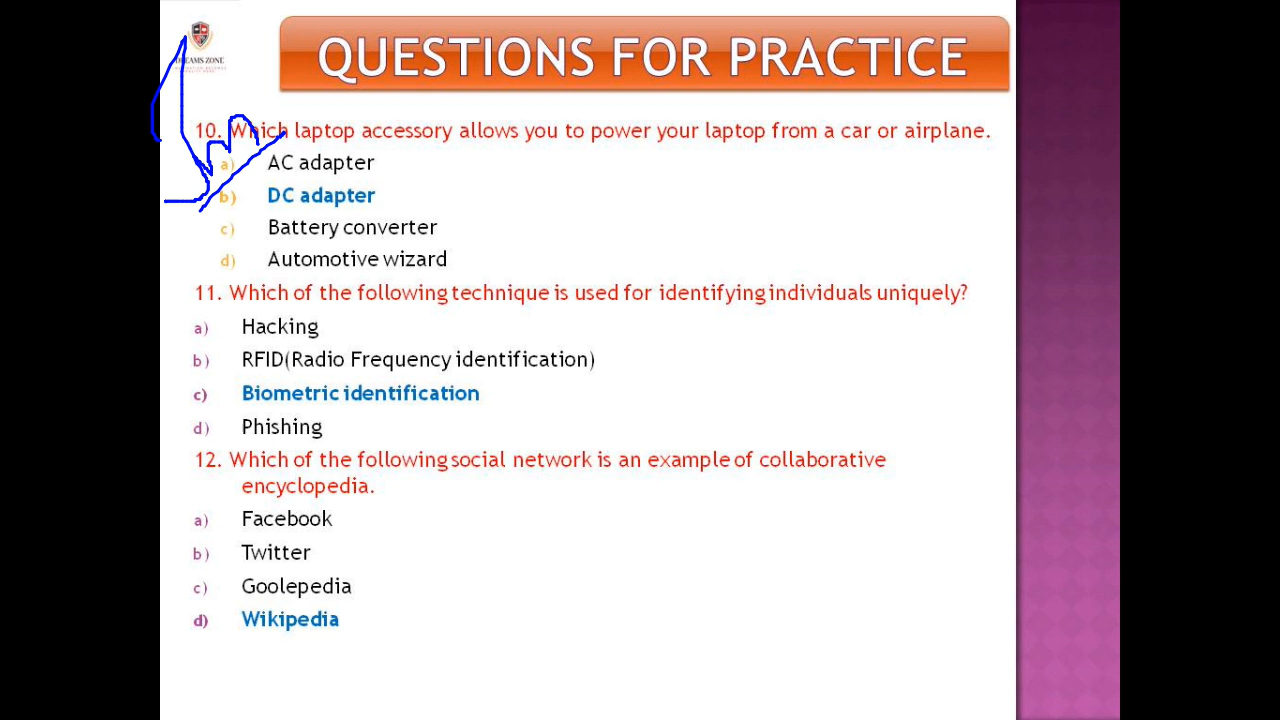 DREAMS ZONE
QUESTIONS FOR PRACTICE
10. Which laptop accessory allows you to power your laptop from a car or airplane.
a) AC adapter
b) DC adapter
c) Battery converter
d) Automotive wizard
11. Which of the following technique is used for identifying individuals uniquely?
a) Hacking
b) RFID(Radio Frequency identification)
c) Biometric identification
d) Phishing
12. Which of the following social network is an example of collaborative
encyclopedia.
a) Facebook
b) Twitter
c) Goolepedia
d) Wikipedia